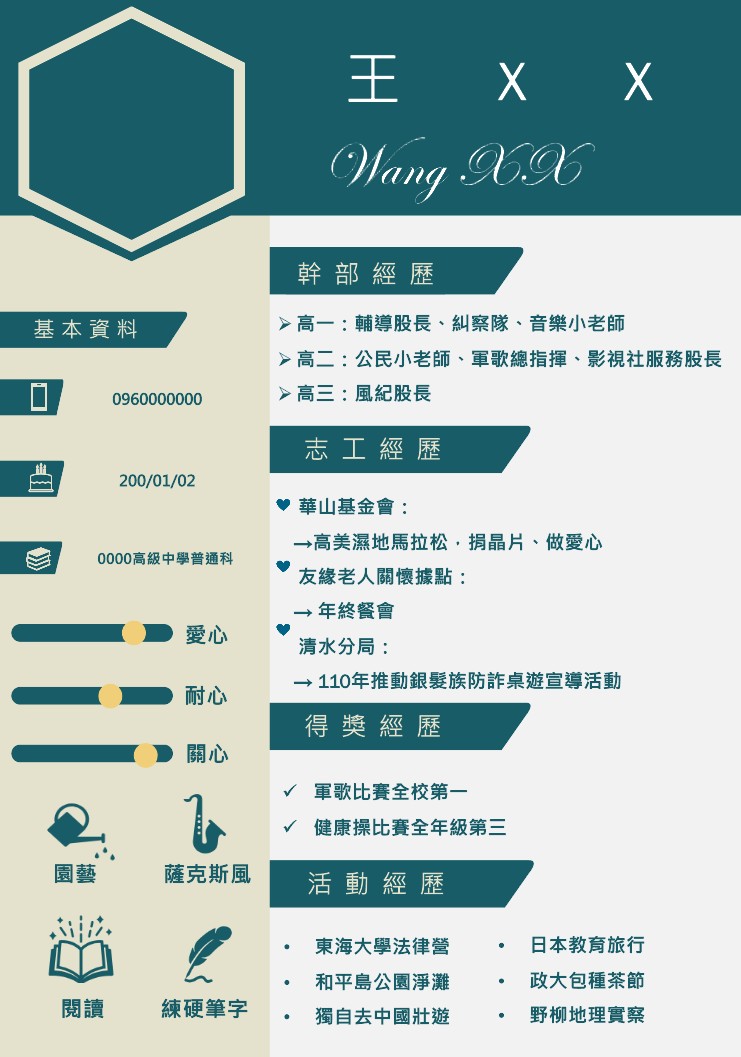 王 X X
Wang XX
基本資料
0960000000
200/01/02
0000高級中學普通科
愛心
耐心
關心
園藝
薩克斯風
閱讀
練硬筆字
幹部經歷
➢高一：輔導股長、糾察隊、音樂小老師
➢高二：公民小老師、軍歌總指揮、影視社服務股長
➢高三：風紀股長
志工經歷
♥ 華山基金會：
→高美濕地馬拉松，捐晶片、做愛心
♥ 友緣老人關懷據點：
→ 年終餐會
♥ 清水分局：
→ 110年推動銀髮族防詐桌遊宣導活動
得獎經歷
✓ 軍歌比賽全校第一
✓ 健康操比賽全年級第三
活動經歷
• 東海大學法律營
• 和平島公園淨灘
• 獨自去中國壯遊
• 日本教育旅行
• 政大包種茶節
• 野柳地理實察